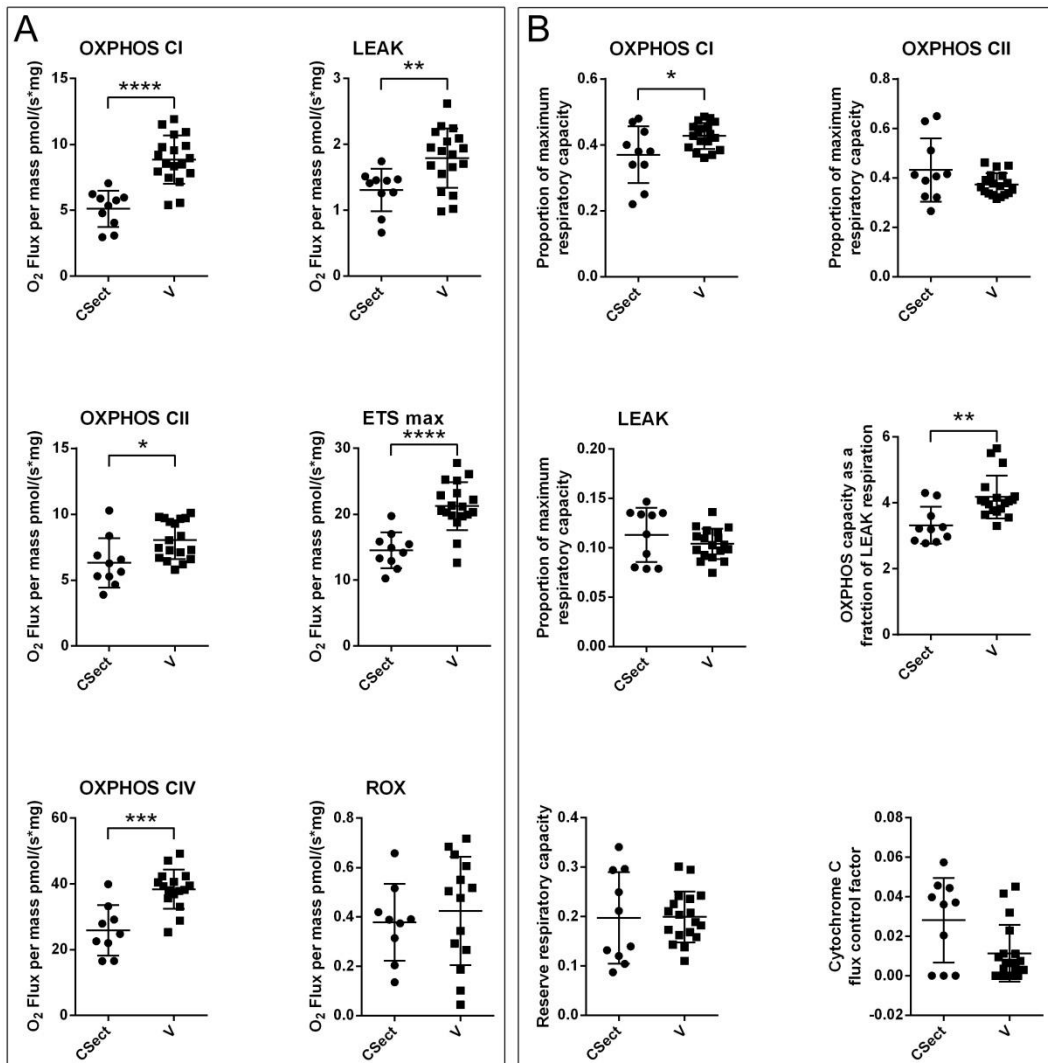 A
OXPHOS CI
O2 Flux per mass pmol/(s*mg)
15
10
5
0
****
CSect
V
LEAK
O2 Flux per mass pmol/(s*mg)
3
2
1
0
**
CSect
V
OXPHOS CII
O2 Flux per mass pmol/(s*mg)
15
10
5
0
*
CSect
V
ETS max
O2 Flux per mass pmol/(s*mg)
30
20
10
0
****
CSect
V
OXPHOS CIV
O2 Flux per mass pmol/(s*mg)
60
40
20
0
***
CSect
V
ROX
O2 Flux per mass pmol/(s*mg)
0.8
0.6
0.4
0.2
0.0
CSect
V
B
OXPHOS CI
Proportion of maximum
respiratory capacity
0.6
0.4
0.2
0.0
*
CSect
V
OXPHOS CII
Proportion of maximum
respiratory capacity
0.8
0.6
0.4
0.2
0.0
CSect
V
LEAK
Proportion of maximum
respiratory capacity
0.20
0.15
0.10
0.05
0.00
CSect
V
OXPHOS capacity as a
fratction of LEAK respiration
6
4
2
0
**
CSect
V
Reserve respiratory capacity
0.4
0.3
0.2
0.1
0.0
CSect
V
Cytochrome C
flux control factor
0.08
0.06
0.04
0.02
0.00
-0.02
CSect
V